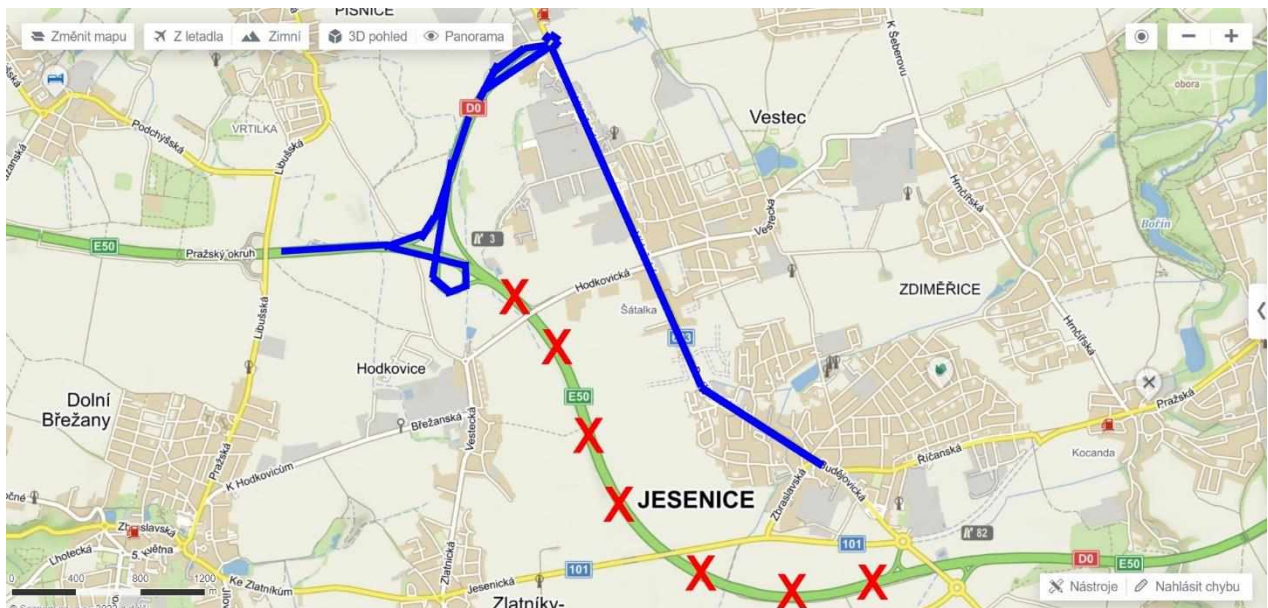 PÍSNICE
Změnit mapu
Z letadla
Zimní
3D pohled
Panorama
K Šeberovu
obora
D0
Vestec
VRTILKA
Podchýšská
Libušská
Hrnčířská
Vestecká
Bořín
E50
Pražský okruh
3
Hodkovická
ZDIMĚŘICE
Šátalka
Libušská
Hrnčířská
Hodkovice
E50
Pražská
Dolní
Břežany
Břežanská
Vestecká
Říčanská
Kocanda
K Hodkovicům
Pražská
Budějovická
Zbraslavská
JESENICE
82
Zbraslavská
Lhotecká
5. května
101
D0
E50
Zlatnická
Jesenická
101
0
400
800
1200
m
Ke Zlatníkům
Zlatníky-
Nástroje
Nahlásit chybu